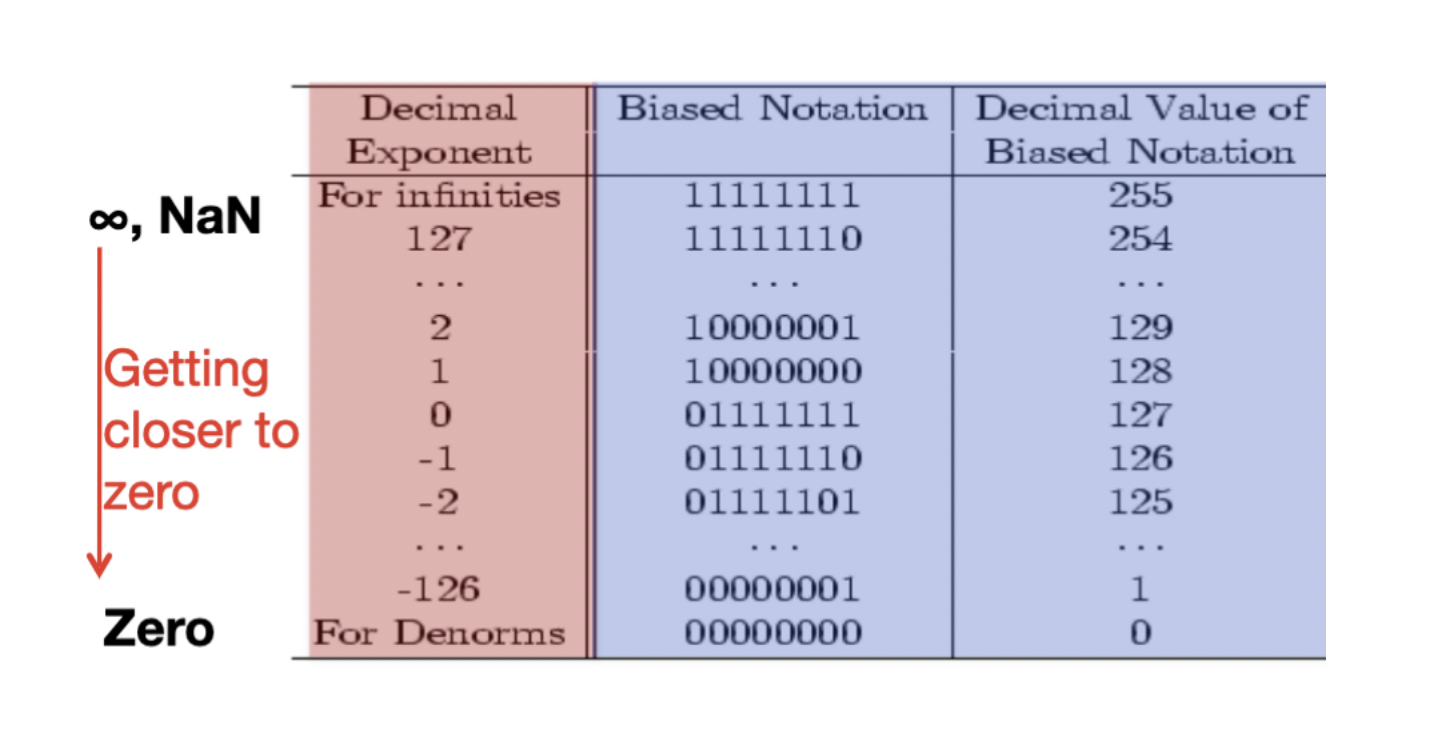 Decimal Exponent Biased Notation Decimal Value of Biased Notation
∞, NaN
For infinities 11111111 255
127 11111110 254
... ... ...
2 10000001 129
1 10000000 128
0 01111111 127
-1 01111110 126
-2 01111101 125
... ... ...
-126 00000001 1
For Denorms 00000000 0
Getting
closer to
zero
Zero